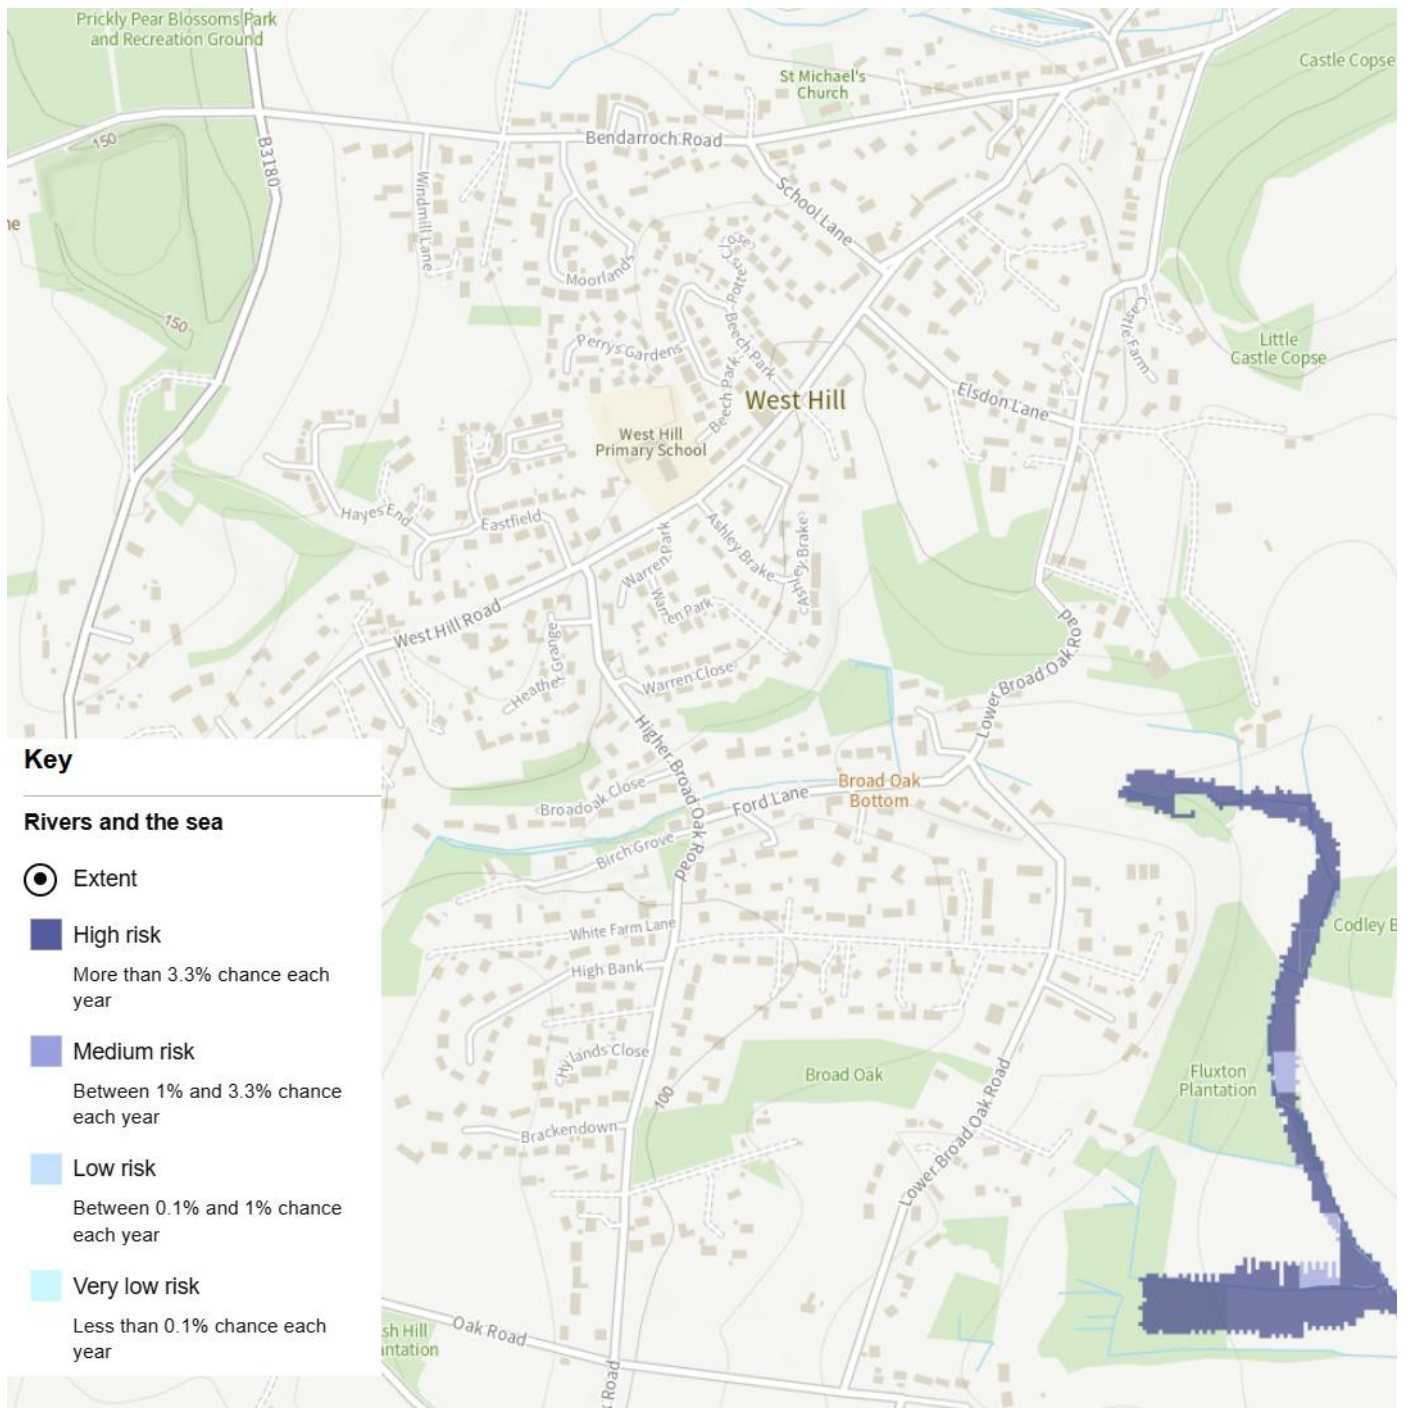 Prickly Pear Blossoms Park
and Recreation Ground
Castle Copse
St Michael's
Church
150
B3180
Bendarroch Road
Windmill Lane
School Lane
Moorlands
Potters Close
150
Perrys Gardens
Beech Park
Beech Park
Castle Farm
Little
Castle Copse
West Hill
Elsdon Lane
West Hill
Primary School
Hayes End
Eastfield
Warren Park
Ashley Brake
Ashley Brake
Warren Park
West Hill Road
Heather Grange
Warren Close
Lower Broad Oak Road
Higher Broad Oak Road
Broad Oak
Bottom
Broadoak Close
Ford Lane
Birch Grove
White Farm Lane
High Bank
Codley B
Hylands Close
Broad Oak
Fluxton
Plantation
100
Brackendown
Lower Broad Oak Road
Oak Road
sh Hill
antation
Road
Key
Rivers and the sea
Extent
High risk
More than 3.3% chance each
year
Medium risk
Between 1% and 3.3% chance
each year
Low risk
Between 0.1% and 1% chance
each year
Very low risk
Less than 0.1% chance each
year